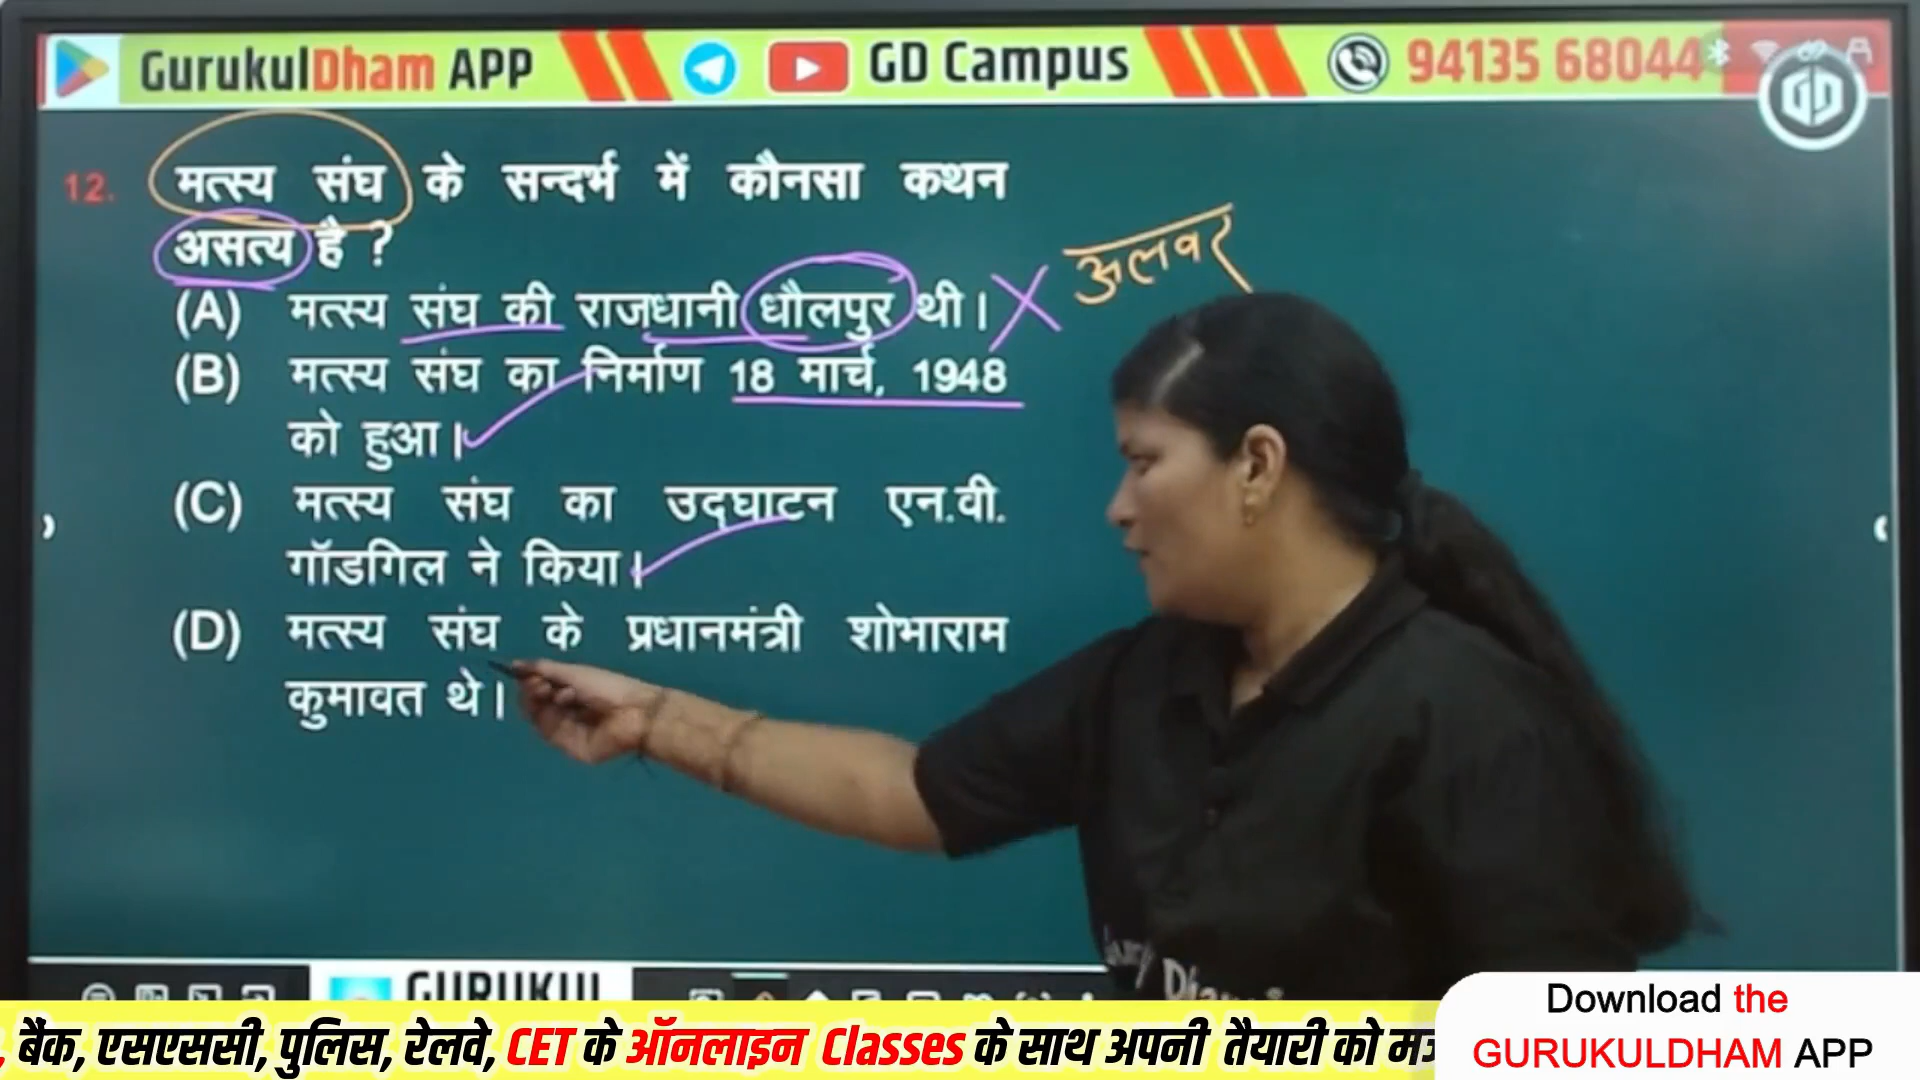 GurukulDham APP GD Campus 94135 68044
12. मत्स्य संघ के सन्दर्भ में कौनसा कथन
असत्य है ?
अलवर
(A) मत्स्य संघ की राजधानी धौलपुर थी।
(B) मत्स्य संघ का निर्माण 18 मार्च, 1948
को हुआ।
(C) मत्स्य संघ का उद्घाटन एन.वी.
गॉडगिल ने किया।
(D) मत्स्य संघ के प्रधानमंत्री शोभाराम
कुमावत थे।
GURUKUL
बैंक, एसएससी, पुलिस, रेलवे, CET के ऑनलाइन Classes के साथ अपनी तैयारी को
Download the
GURUKULDHAM APP